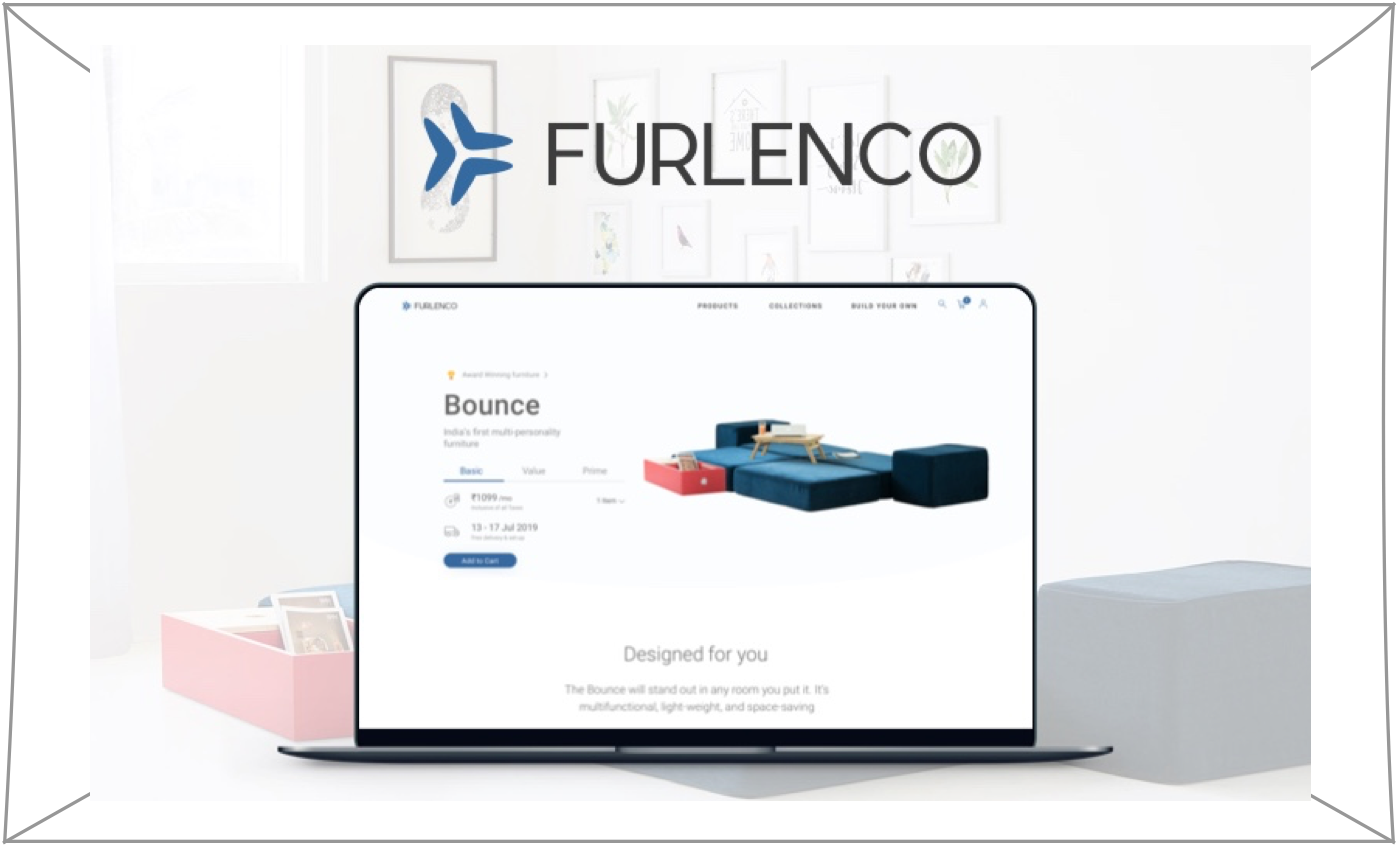 FURLENCO
FURLENCO
PRODUCTS COLLECTIONS BUILD YOUR OWN
Award Winning furniture >
Bounce
India's first multi-personality
furniture
Basic Value Prime
₹1099 /mo 1 Item
Inclusive of all Taxes
13 - 17 Jul 2019
Free delivery & set up
Add to Cart
Designed for you
The Bounce will stand out in any room you put it. It's
multifunctional, light-weight, and space-saving